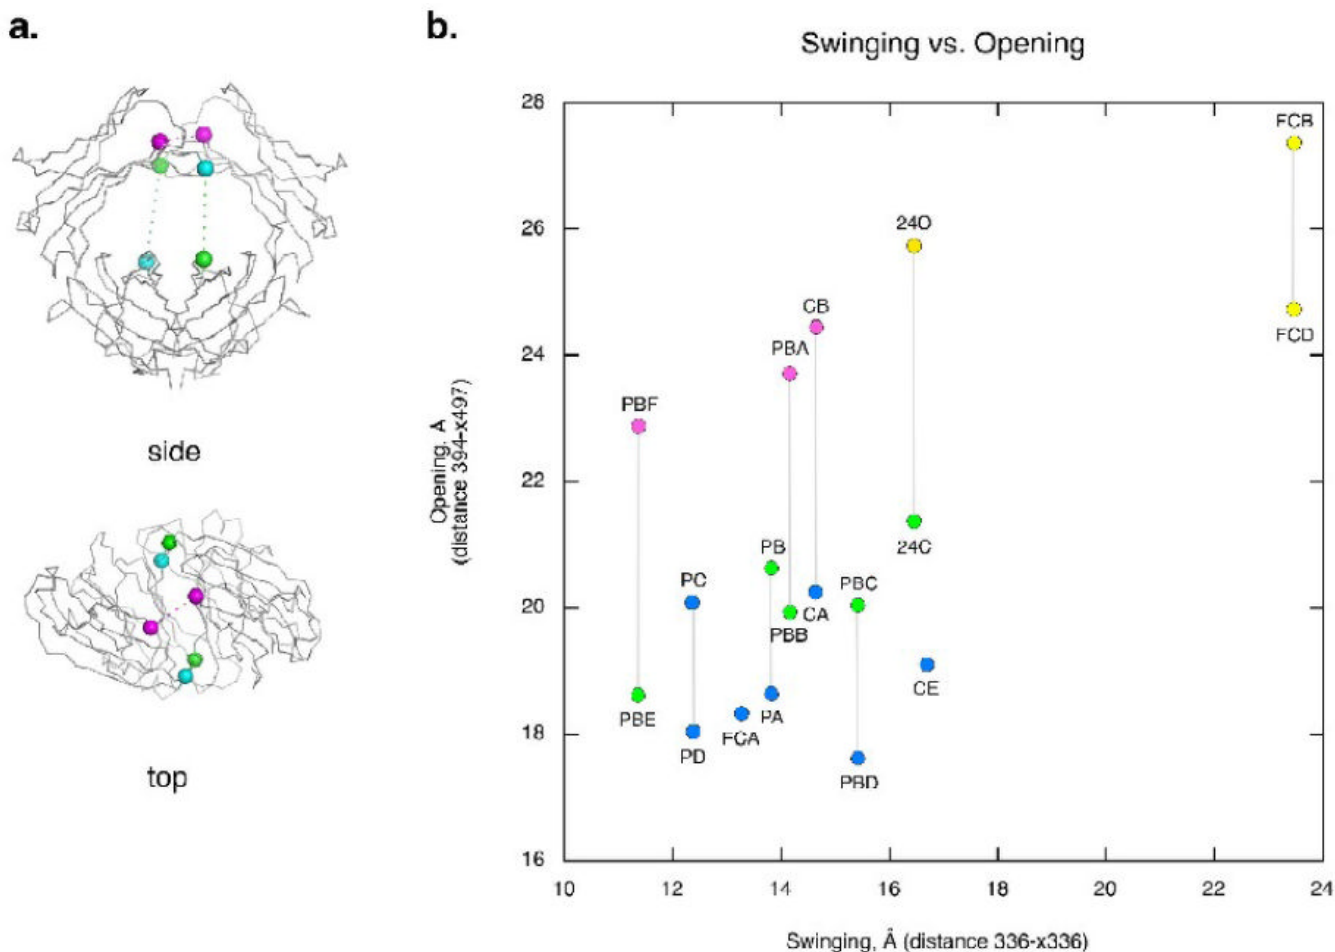 a.
side
top
b.
Swinging vs. Opening
Opening, Å
(distance 394-x497)
28
26
24
22
20
18
16
FCB
24O
FCD
CB
PBA
PBF
24C
PB
PC
PBC
CA
PBB
CE
PBE
PA
FCA
PD
PBD
10 12 14 16 18 20 22 24
Swinging, Å (distance 336-x336)